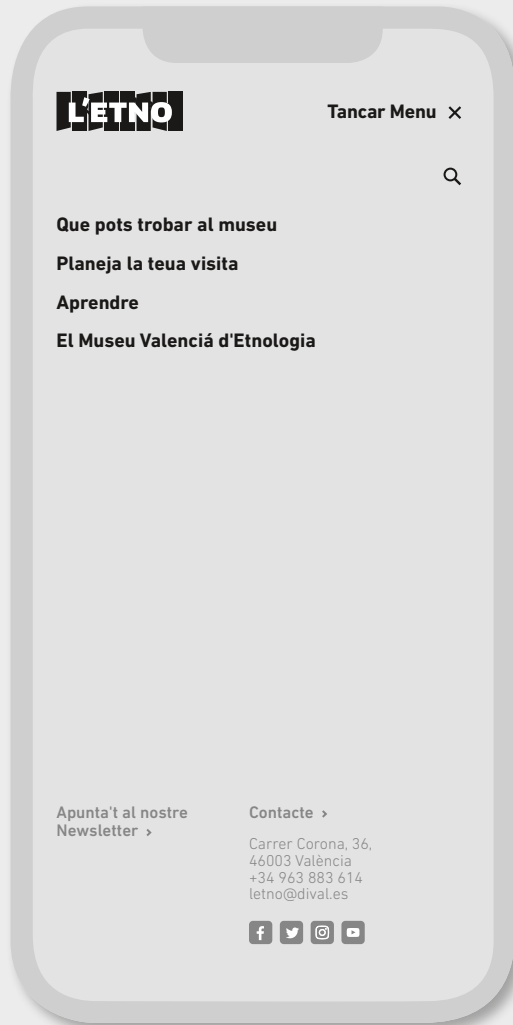 L'ETNO
Tancar Menu ×
Que pots trobar al museu
Planeja la teua visita
Aprendre
El Museu Valenciá d'Etnologia
Apunta't al nostre
Newsletter ›
Contacte ›
Carrer Corona, 36,
46003 València
+34 963 883 614
letno@dival.es